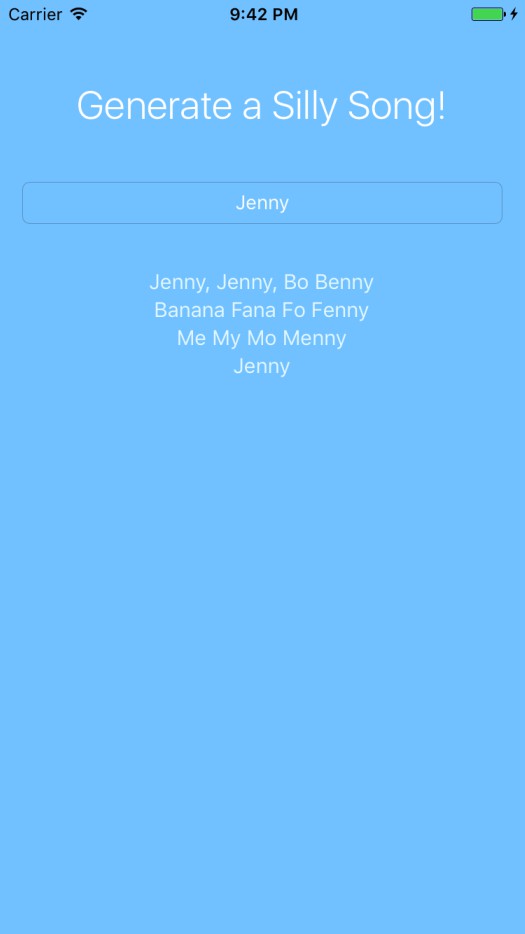 Carrier 9:42 PM
Generate a Silly Song!
Jenny
Jenny, Jenny, Bo Benny
Banana Fana Fo Fenny
Me My Mo Menny
Jenny